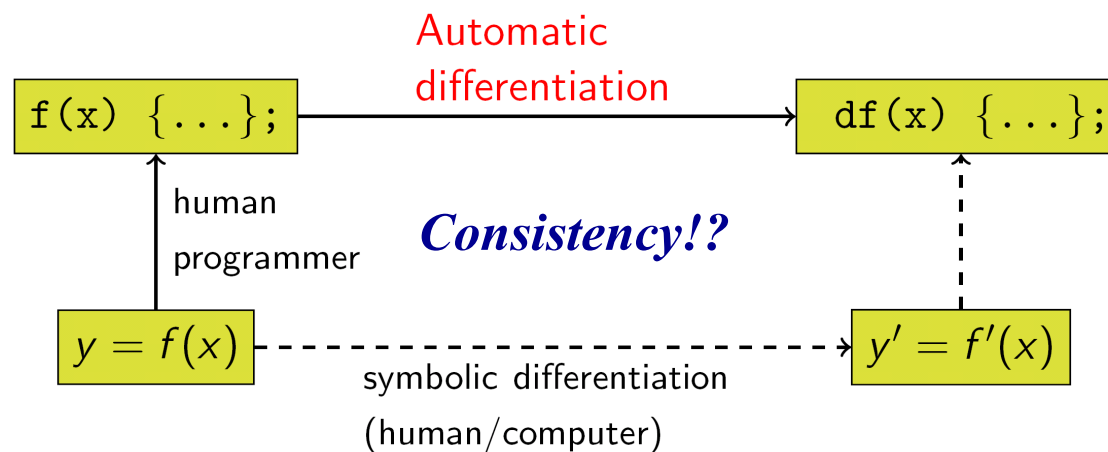 Automatic
differentiation
f(x) {...};
df(x) {...};
human
programmer
Consistency!?
y = f(x)
y′ = f′(x)
symbolic differentiation
(human/computer)